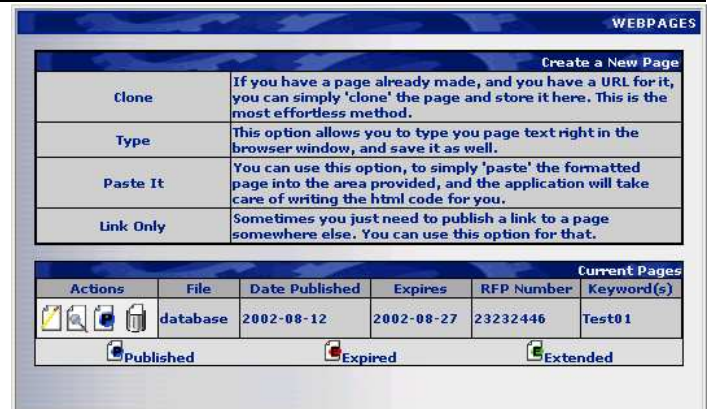 WEBPAGES
Create a New Page
Clone
If you have a page already made, and you have a URL for it,
you can simply 'clone' the page and store it here. This is the
most effortless method.
Type
This option allows you to type you page text right in the
browser window, and save it as well.
Paste It
You can use this option, to simply 'paste' the formatted
page into the area provided, and the application will take
care of writing the html code for you.
Link Only
Sometimes you just need to publish a link to a page
somewhere else. You can use this option for that.
Current Pages
Actions File Date Published Expires RFP Number Keyword(s)
database 2002-08-12 2002-08-27 23232446 Test01
Published Expired Extended